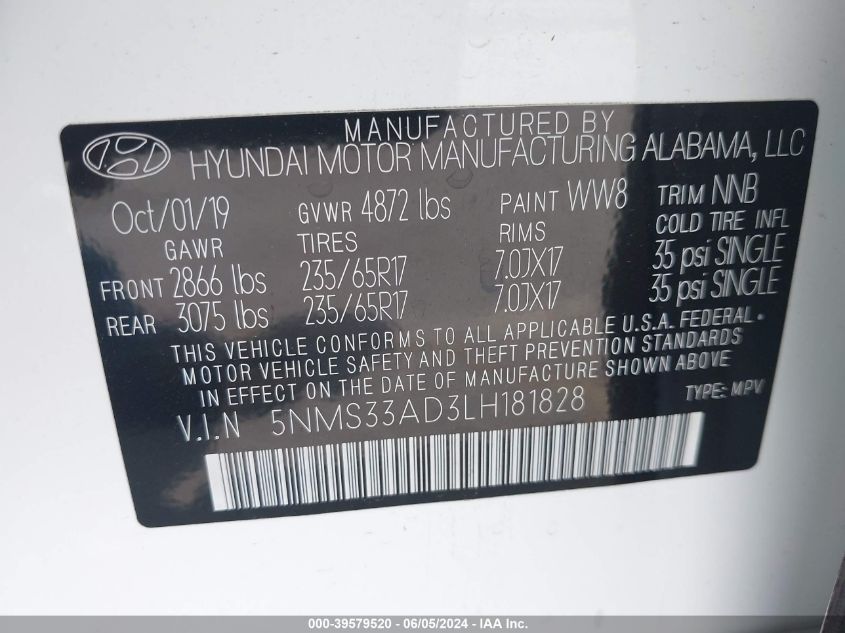 MANUFACTURED BY
HYUNDAI MOTOR MANUFACTURING ALABAMA, LLC
Oct/01/19 GVWR 4872 lbs PAINT WW8 TRIM NNB
GAWR TIRES RIMS COLD TIRE INFL
FRONT 2866 lbs 235/65R17 7.0JX17 35 psi SINGLE
REAR 3075 lbs 235/65R17 7.0JX17 35 psi SINGLE
THIS VEHICLE CONFORMS TO ALL APPLICABLE U.S.A. FEDERAL
MOTOR VEHICLE SAFETY AND THEFT PREVENTION STANDARDS
IN EFFECT ON THE DATE OF MANUFACTURE SHOWN ABOVE
V.I.N 5NMS33AD3LH181828 TYPE: MPV
000-39579520 - 06/05/2024 - IAA Inc.